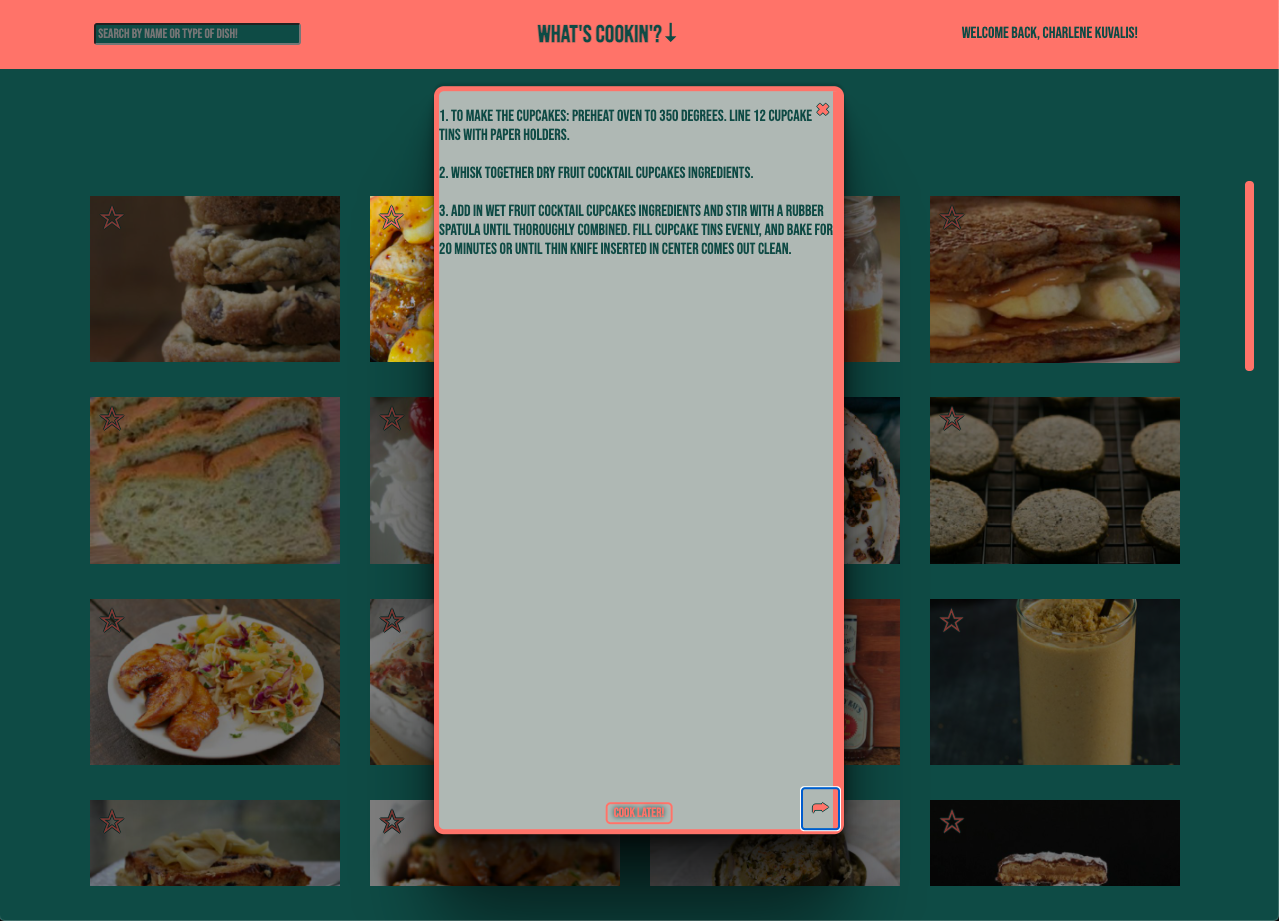 SEARCH BY NAME OR TYPE OF DISH!
WHAT'S COOKIN'?↓
WELCOME BACK, CHARLENE KUVALIS!
1. TO MAKE THE CUPCAKES: PREHEAT OVEN TO 350 DEGREES. LINE 12 CUPCAKE
TINS WITH PAPER HOLDERS.
2. WHISK TOGETHER DRY FRUIT COCKTAIL CUPCAKES INGREDIENTS.
3. ADD IN WET FRUIT COCKTAIL CUPCAKES INGREDIENTS AND STIR WITH A RUBBER
SPATULA UNTIL THOROUGHLY COMBINED. FILL CUPCAKE TINS EVENLY, AND BAKE FOR
20 MINUTES OR UNTIL THIN KNIFE INSERTED IN CENTER COMES OUT CLEAN.
COOK LATER!